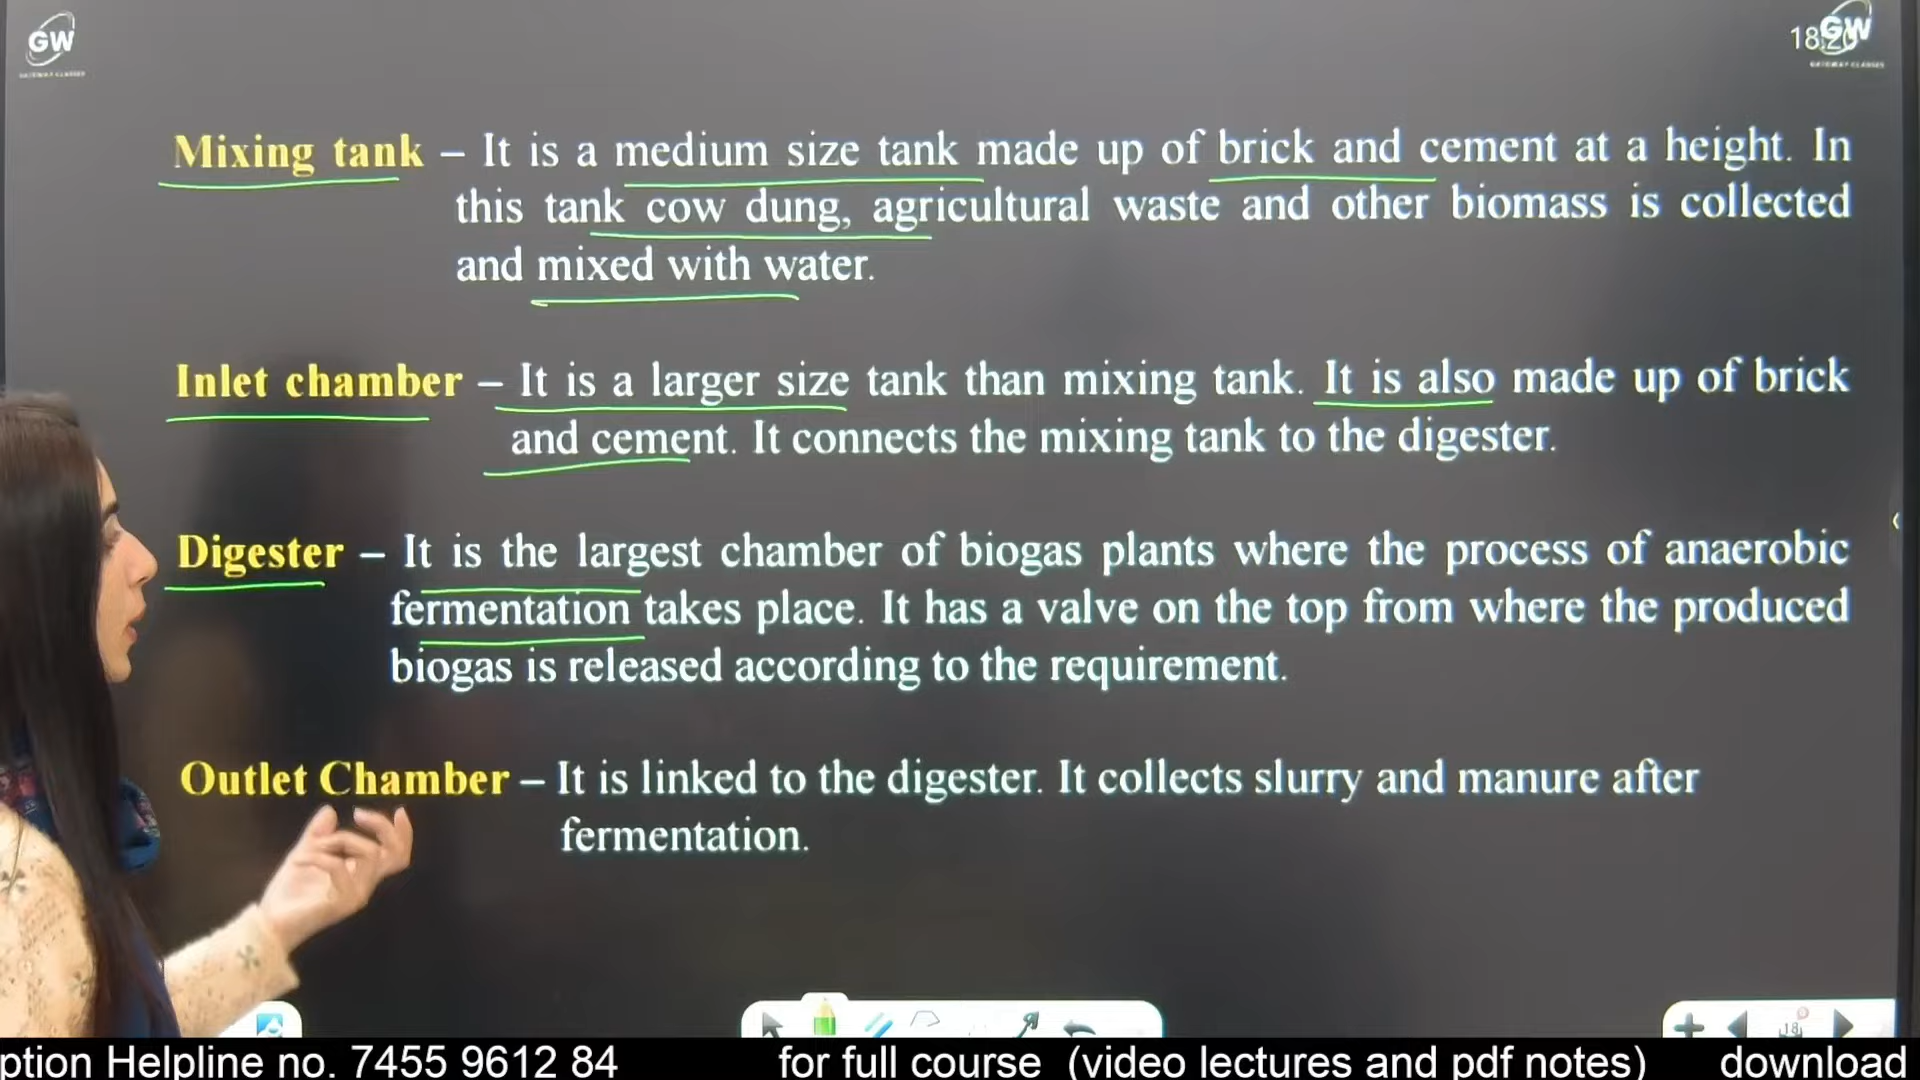 GW
GATEWAY CLASSES
18:20
GW
GATEWAY CLASSES
Mixing tank – It is a medium size tank made up of brick and cement at a height. In
this tank cow dung, agricultural waste and other biomass is collected
and mixed with water.
Inlet chamber – It is a larger size tank than mixing tank. It is also made up of brick
and cement. It connects the mixing tank to the digester.
Digester – It is the largest chamber of biogas plants where the process of anaerobic
fermentation takes place. It has a valve on the top from where the produced
biogas is released according to the requirement.
Outlet Chamber – It is linked to the digester. It collects slurry and manure after
fermentation.
18
ption Helpline no. 7455 9612 84 for full course (video lectures and pdf notes) download